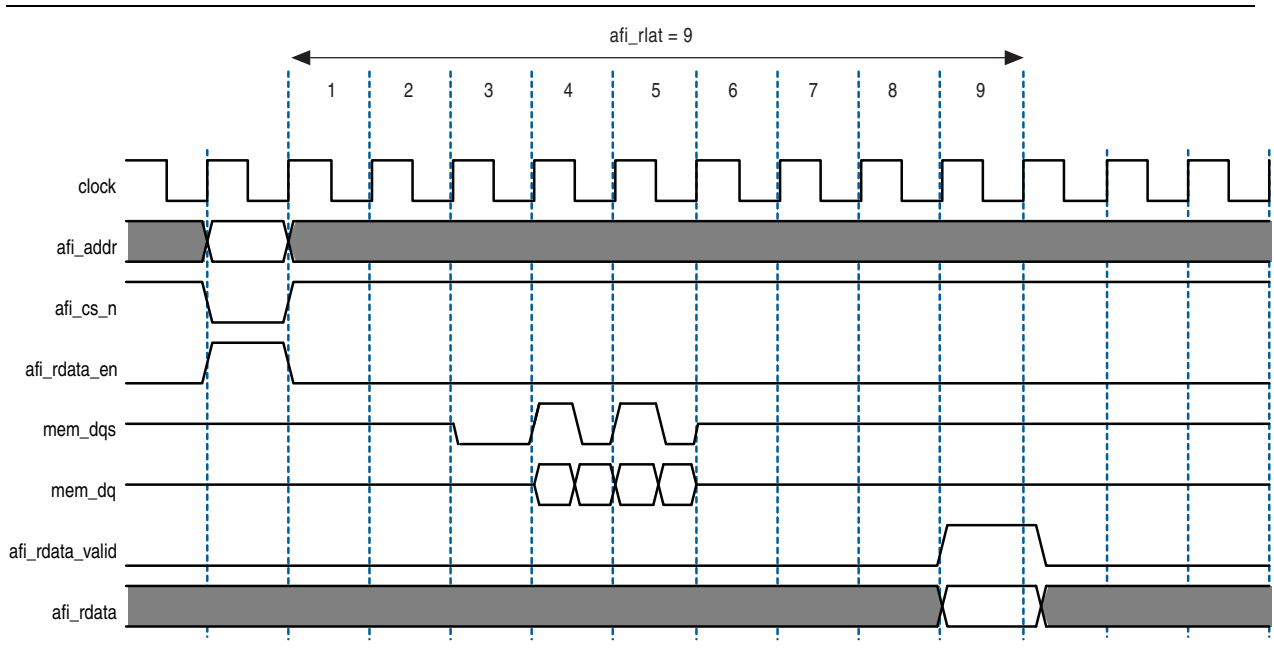 afi_rlat = 9
1 2 3 4 5 6 7 8 9
clock
afi_addr
afi_cs_n
afi_rdata_en
mem_dqs
mem_dq
afi_rdata_valid
afi_rdata